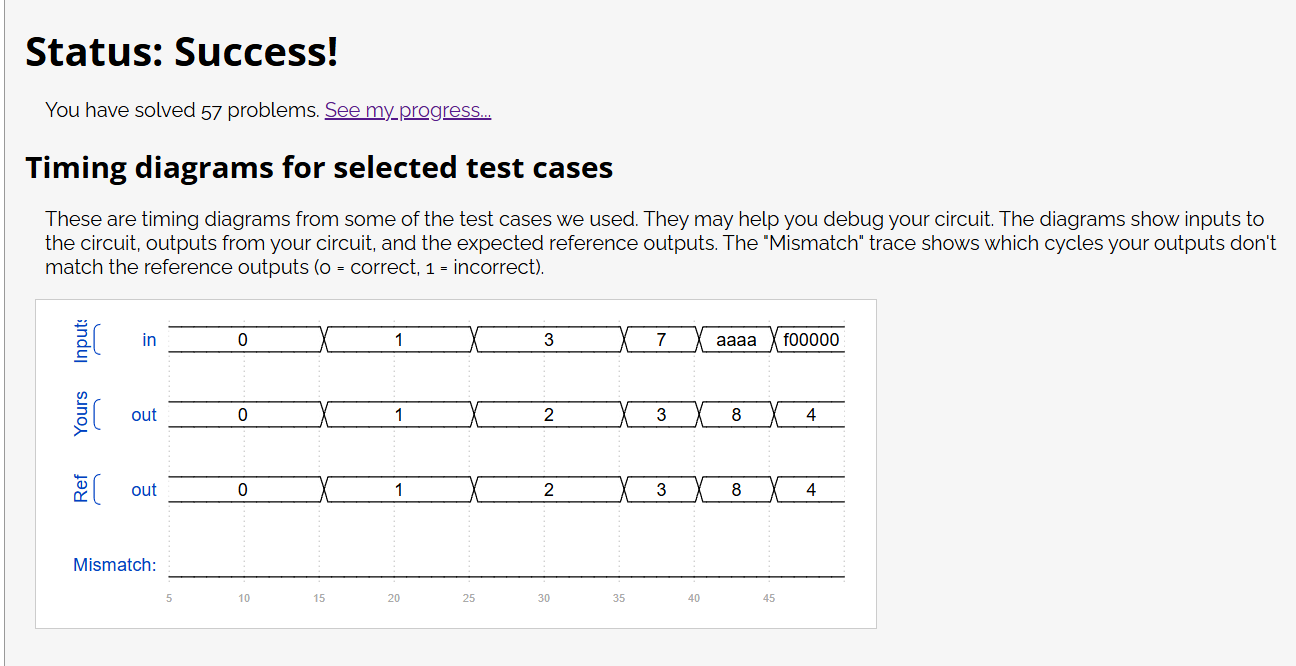 Status: Success!
You have solved 57 problems. See my progress...
Timing diagrams for selected test cases
These are timing diagrams from some of the test cases we used. They may help you debug your circuit. The diagrams show inputs to
the circuit, outputs from your circuit, and the expected reference outputs. The "Mismatch" trace shows which cycles your outputs don't
match the reference outputs (0 = correct, 1 = incorrect).
Inputs in 0 1 3 7 aaaa f00000
Yours out 0 1 2 3 8 4
Ref out 0 1 2 3 8 4
Mismatch:
5 10 15 20 25 30 35 40 45